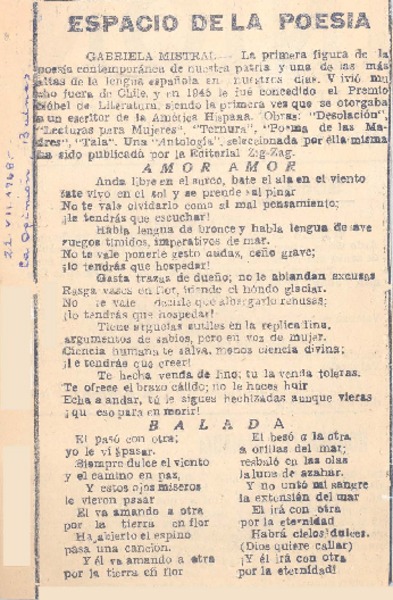 ESPACIO DE LA POESIA
GABRIELA MISTRAL — La primera figura de la
poesía contemporánea de nuestra patria y una de las más
altas de la lengua española en nuestros días. Vivió mu
cho fuera de Chile, y en 1945 le fué concedido el Premio
Nóbel de Literatura, siendo la primera vez que se otorgaba
a un escritor de la América Hispana. Obras: "Desolación",
"Lecturas para Mujeres", "Ternura", "Poema de las Ma
dres", "Tala". Una "Antología", seleccionada por ella misma
ha sido publicada por la Editorial Zig-Zag.
AMOR AMOR
Anda libre en el surco, bate el ala en el viento
late vivo en el sol y se prende al pinar
No te vale olvidarlo como al mal pensamiento;
¡le tendrás que escuchar!
Habla lengua de bronce y habla lengua de ave
ruegos tímidos, imperativos de mar.
No te vale ponerle gesto audaz, ceño grave;
¡lo tendrás que hospedar!
Gasta trazas de dueño; no le ablandan excusas
Rasga vasos en flor, hiende el hondo glaciar.
No te vale decirle que albergarlo rehusas;
¡lo tendrás que hospedar!
Tiene argucias sutiles en la replica fina,
argumentos de sabios, pero en voz de mujer.
Ciencia humana te salva, menos ciencia divina;
¡le tendrás que creer!
Te hecha venda de lino; tu la venda toleras.
Te ofrece el brazo cálido; no le haces huir
Echa a andar, tú le sigues hechizadas aunque vieras
¡que eso para en morir!
BALADA
El pasó con otra;
yo le vi pasar.
Siempre dulce el viento
y el camino en paz,
Y estos ojos míseros
le vieron pasar
El va amando a otra
por la tierra en flor
Ha abierto el espino
pasa una canción.
Y él va amando a otra
por la tierra en flor
El besó a la otra
a orillas del mar;
resbaló en las olas
la luna de azahar.
Y no untó mi sangre
la extensión del mar
El irá con otra
por la eternidad
Habrá cielos dulces.
(Dios quiere callar)
¡Y él irá con otra
por la eternidad!